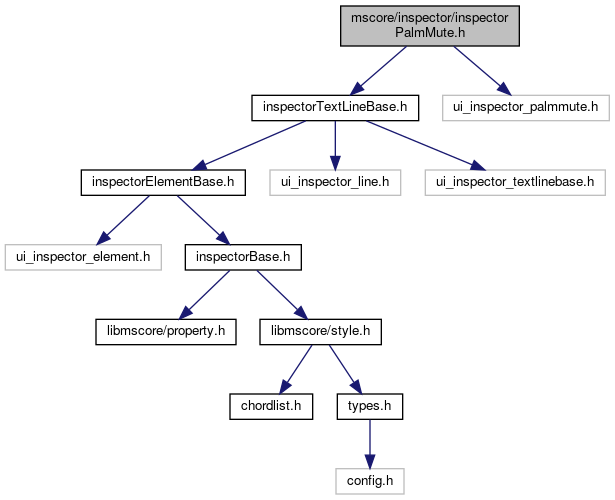 mscore/inspector/inspector
PalmMute.h
inspectorTextLineBase.h
ui_inspector_palmmute.h
inspectorElementBase.h
ui_inspector_line.h
ui_inspector_textlinebase.h
ui_inspector_element.h
inspectorBase.h
libmscore/property.h
libmscore/style.h
chordlist.h
types.h
config.h